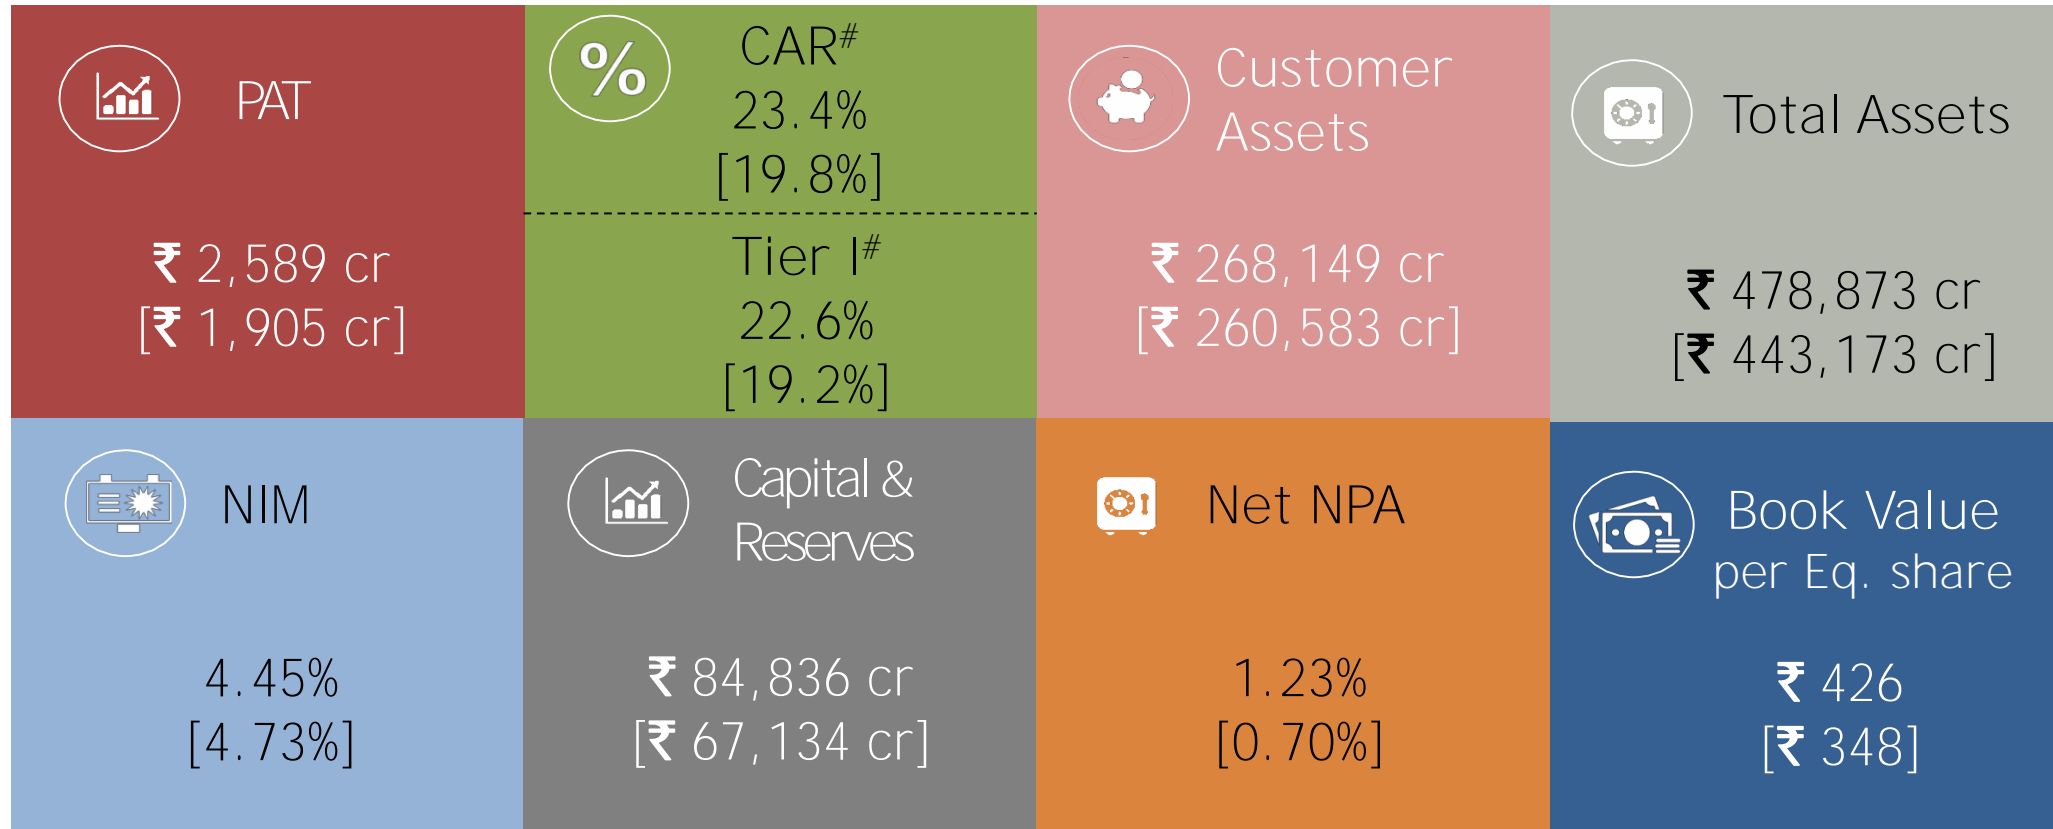 PAT
₹ 2,589 cr
[₹ 1,905 cr]
%
CAR#
23.4%
[19.8%]
Tier I#
22.6%
[19.2%]
Customer
Assets
₹ 268,149 cr
[₹ 260,583 cr]
Total Assets
₹ 478,873 cr
[₹ 443,173 cr]
NIM
4.45%
[4.73%]
Capital &
Reserves
₹ 84,836 cr
[₹ 67,134 cr]
Net NPA
1.23%
[0.70%]
Book Value
per Eq. share
₹ 426
[₹ 348]